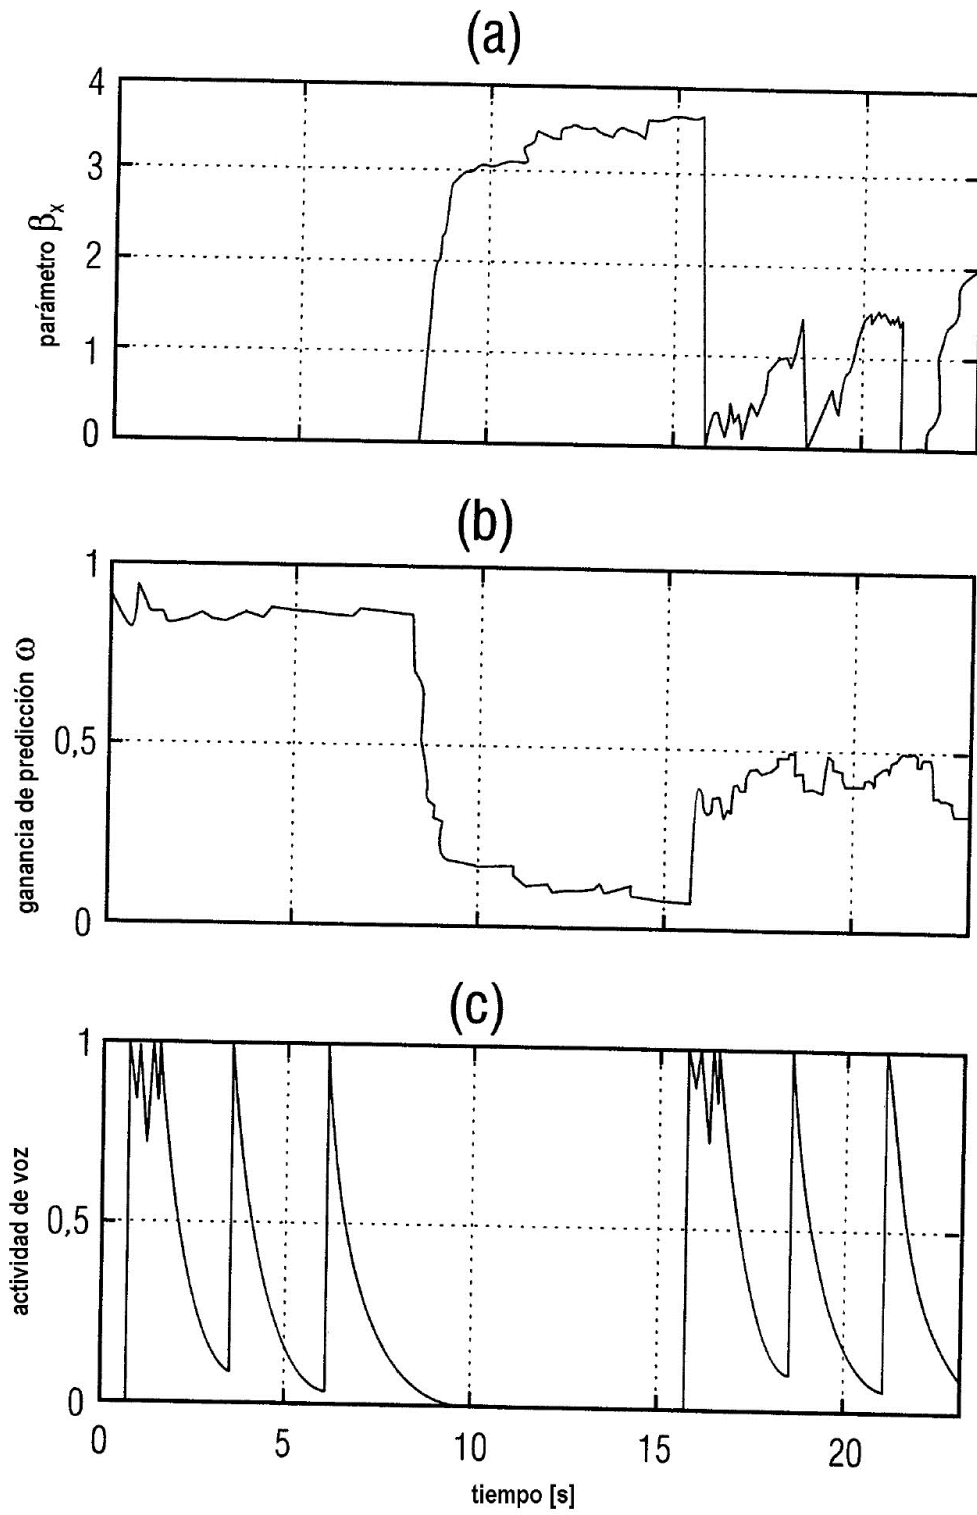 (a)
4
3
2
1
0
parámetro βx
(b)
1
0,5
0
ganancia de predicción ω
(c)
1
0,5
0
actividad de voz
0 5 10 15 20
tiempo [s]